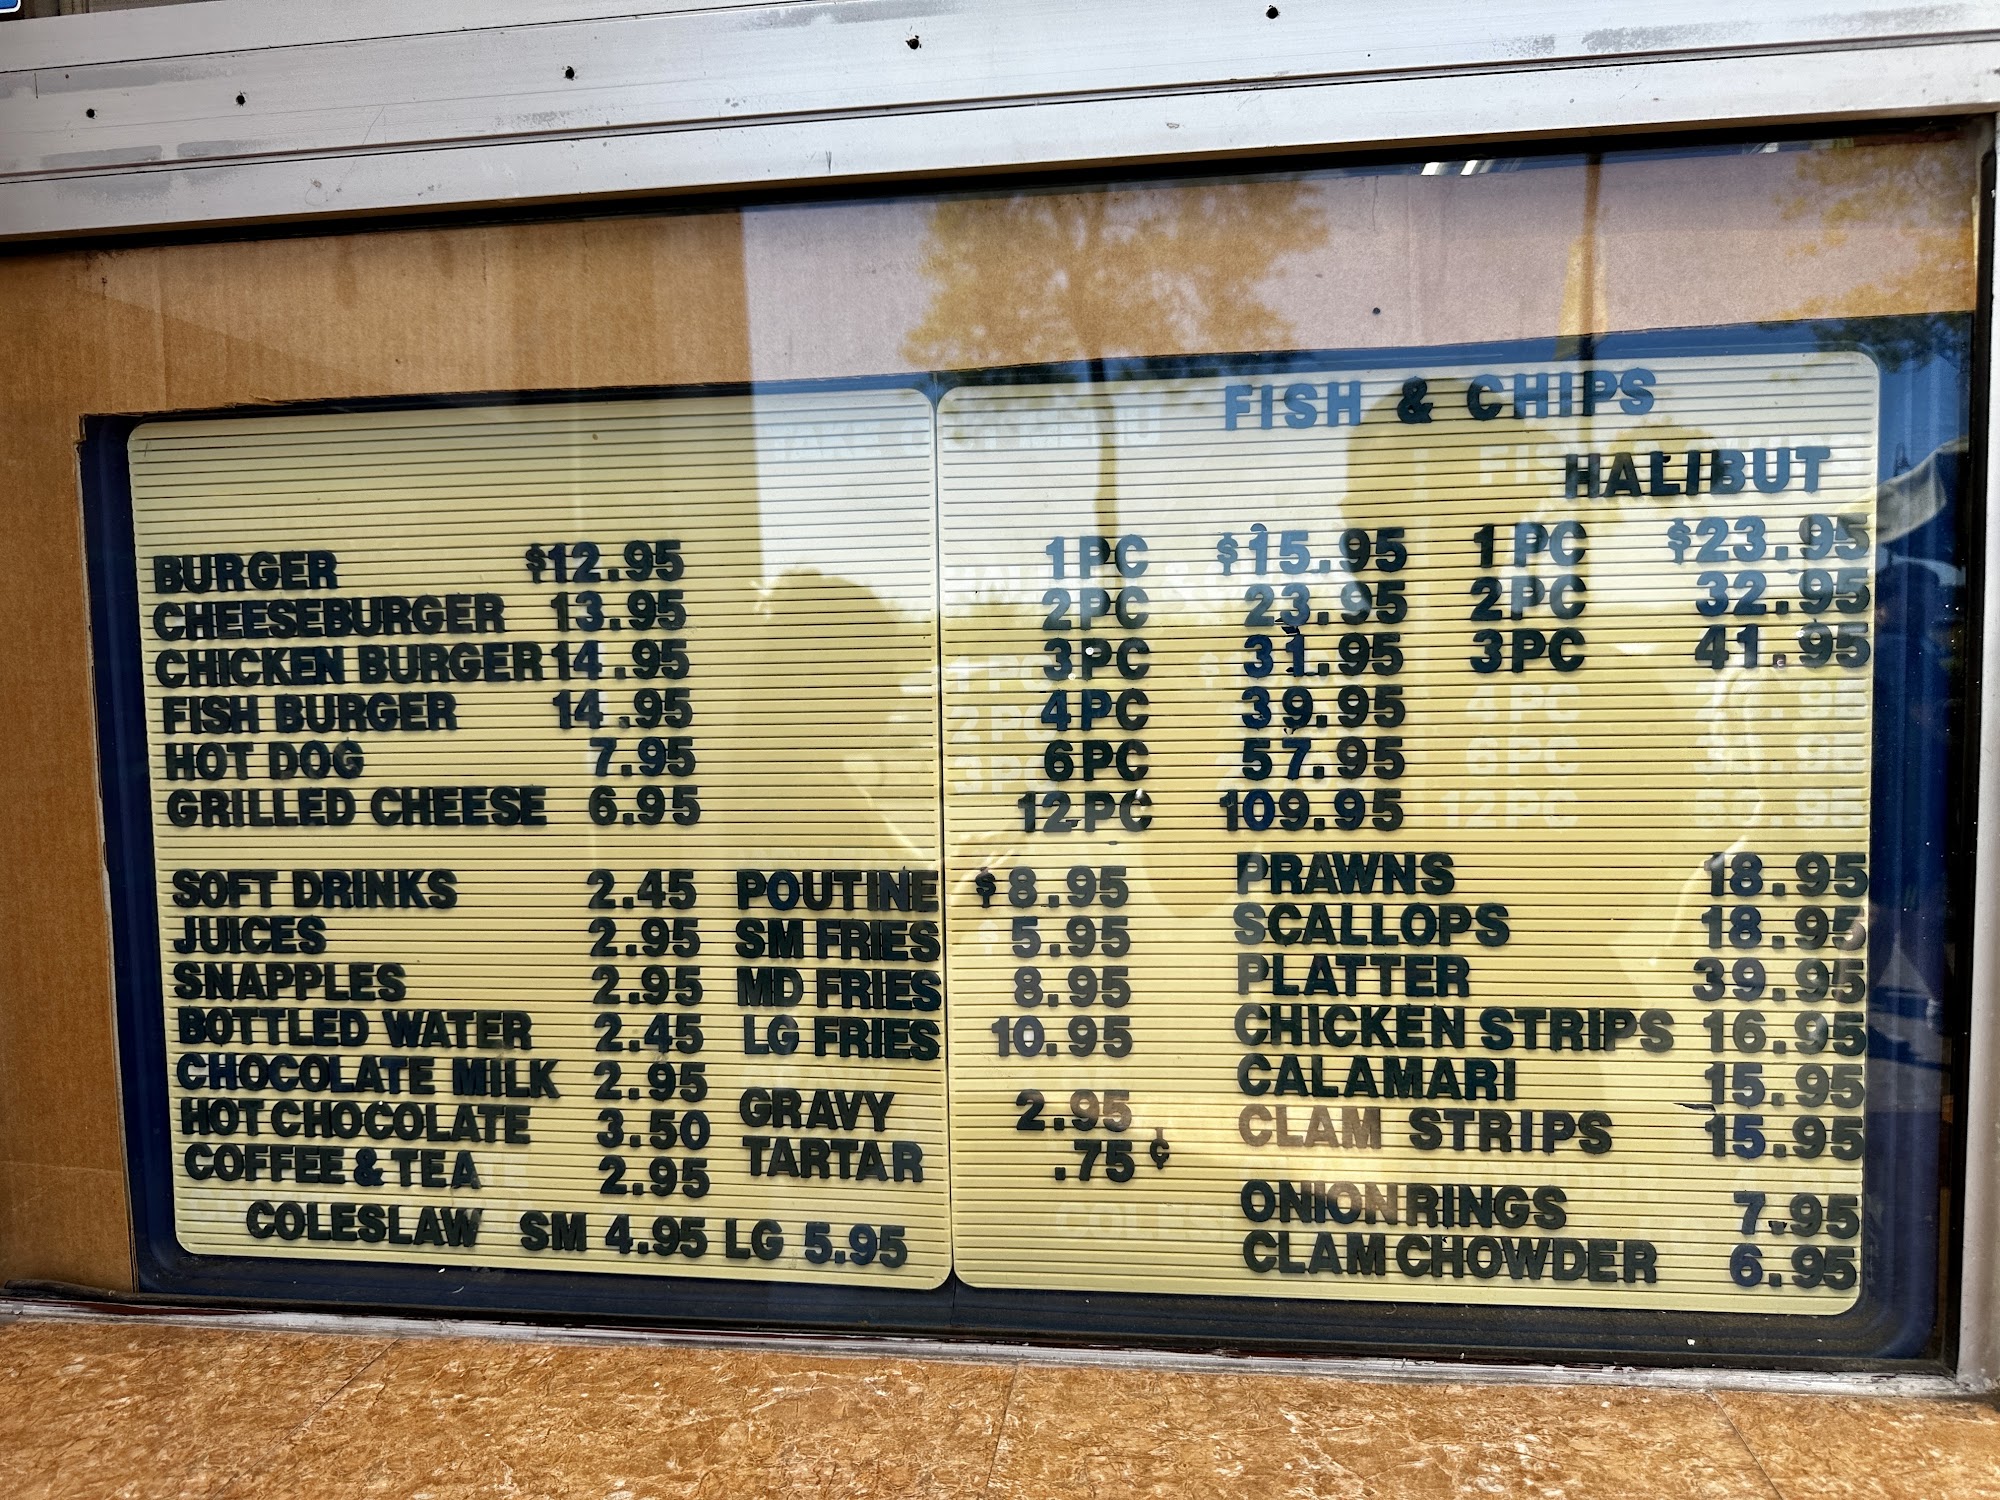 BURGER $12.95
CHEESEBURGER 13.95
CHICKEN BURGER 14.95
FISH BURGER 14.95
HOT DOG 7.95
GRILLED CHEESE 6.95
SOFT DRINKS 2.45
JUICES 2.95
SNAPPLES 2.95
BOTTLED WATER 2.45
CHOCOLATE MILK 2.95
HOT CHOCOLATE 3.50
COFFEE & TEA 2.95
POUTINE $8.95
SM FRIES 5.95
MD FRIES 8.95
LG FRIES 10.95
GRAVY 2.95
TARTAR .75¢
COLESLAW SM 4.95 LG 5.95
FISH & CHIPS
HALIBUT
1PC $15.95 1PC $23.95
2PC 23.95 2PC 32.95
3PC 31.95 3PC 41.95
4PC 39.95
6PC 57.95
12PC 109.95
PRAWNS 18.95
SCALLOPS 18.95
PLATTER 39.95
CHICKEN STRIPS 16.95
CALAMARI 15.95
CLAM STRIPS 15.95
ONION RINGS 7.95
CLAM CHOWDER 6.95